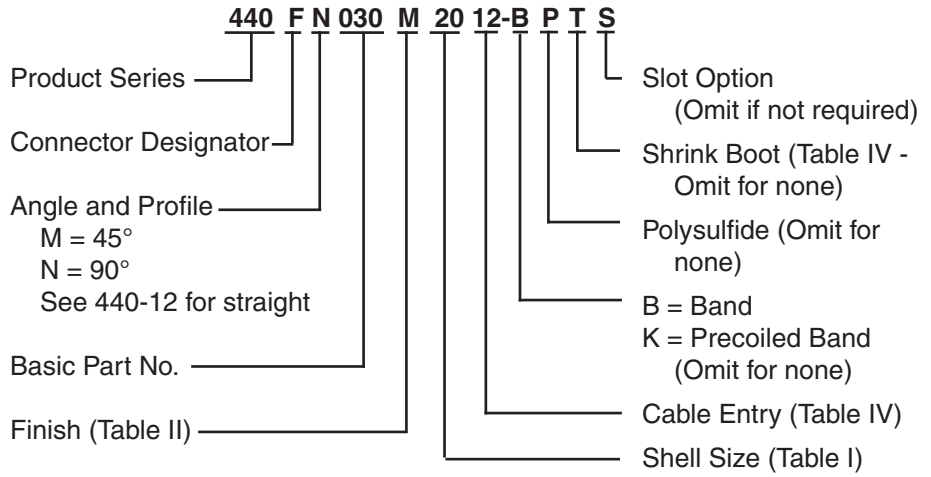 440 F N 030 M 20 12-B P T S
Product Series
Connector Designator
Angle and Profile
M = 45°
N = 90°
See 440-12 for straight
Basic Part No.
Finish (Table II)
Slot Option
(Omit if not required)
Shrink Boot (Table IV -
Omit for none)
Polysulfide (Omit for
none)
B = Band
K = Precoiled Band
(Omit for none)
Cable Entry (Table IV)
Shell Size (Table I)